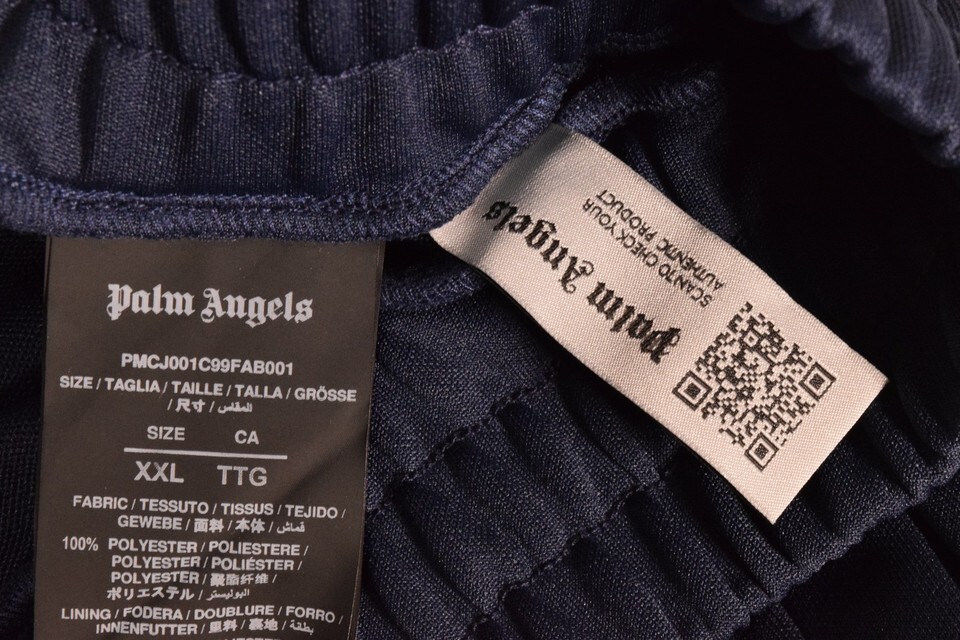 Palm Angels
PMCJ001C99FAB001
SIZE / TAGLIA / TAILLE / TALLA / GRÖSSE
/ 尺寸 / المقاس
SIZE CA
XXL TTG
FABRIC / TESSUTO / TISSUS / TEJIDO /
GEWEBE / 面料 / 本体 / قماش
100% POLYESTER / POLIESTERE /
POLYESTER / POLIÉSTER /
POLYESTER / 聚酯纤维 /
ポリエステル / البوليستر
LINING / FODERA / DOUBLURE / FORRO /
INNENFUTTER / 里料 / 裏地 / بطانة
Palm Angels
SCAN TO CHECK YOUR
AUTHENTIC PRODUCT